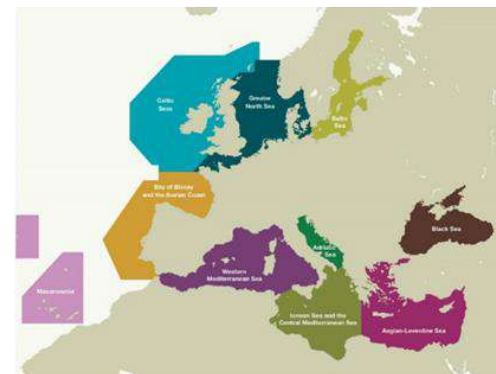 Celtic
Seas
Greater
North Sea
Baltic
Sea
Bay of Biscay
and the Iberian Coast
Black Sea
Adriatic
Sea
Western
Mediterranean Sea
Macaronesia
Ionian Sea and the
Central Mediterranean Sea
Aegian-Levantine Sea